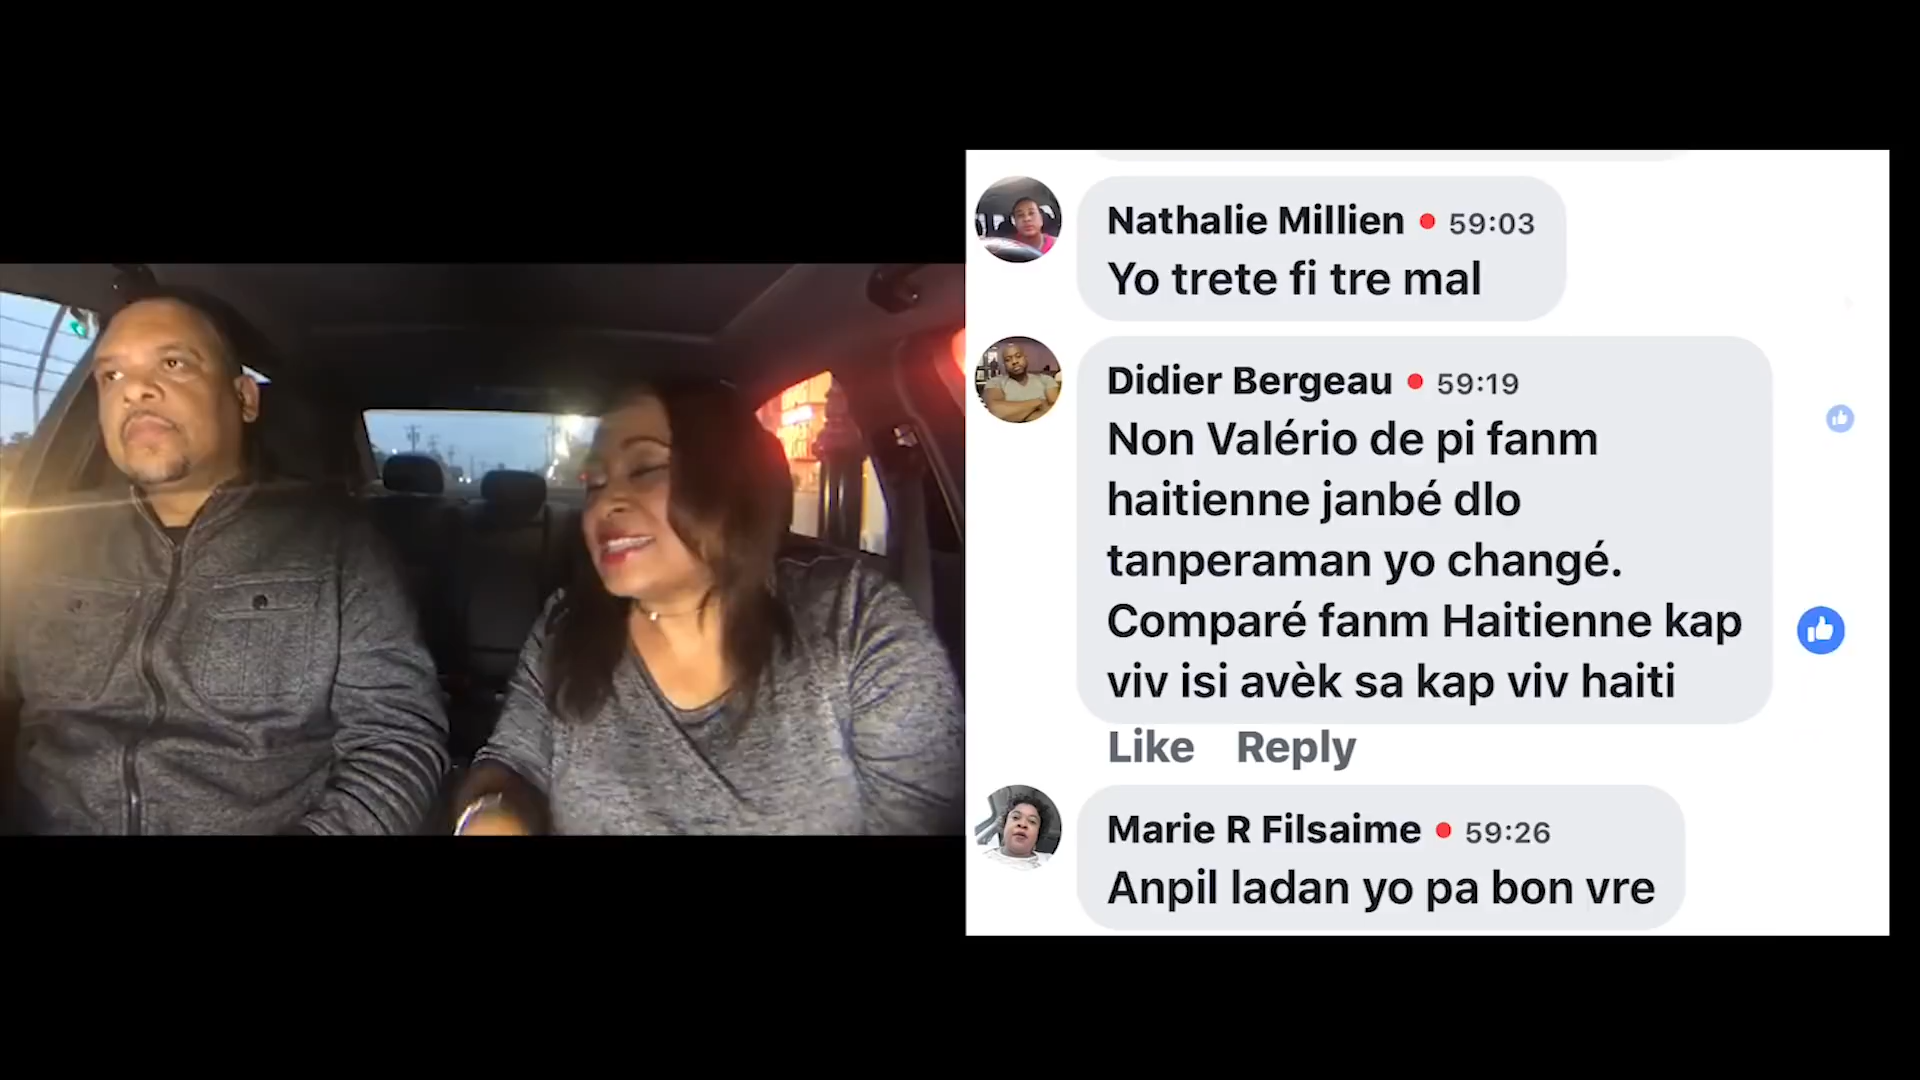 Nathalie Millien • 59:03
Yo trete fi tre mal
Didier Bergeau • 59:19
Non Valério de pi fanm
haitienne janbé dlo
tanperaman yo changé.
Comparé fanm Haitienne kap
viv isi avèk sa kap viv haiti
Like Reply
Marie R Filsaime • 59:26
Anpil ladan yo pa bon vre